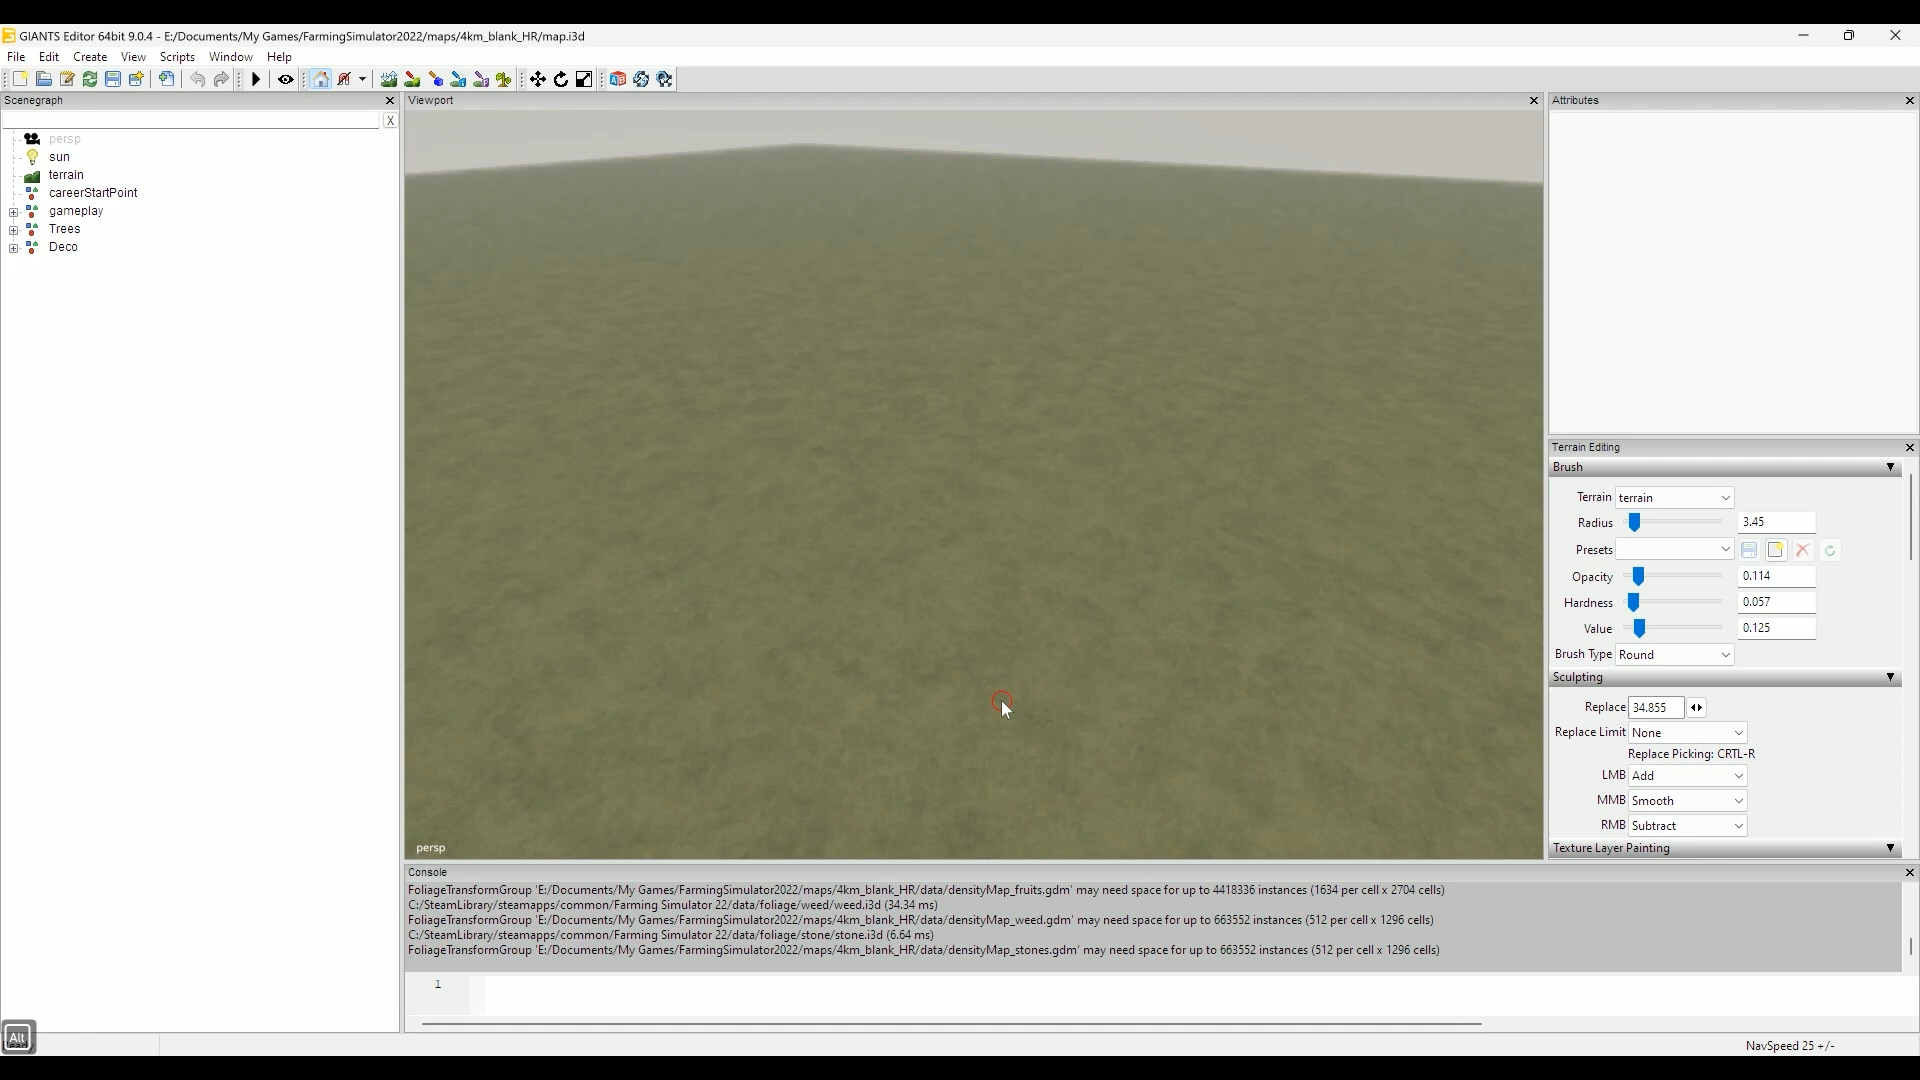 GIANTS Editor 64bit 9.0.4 - E:/Documents/My Games/FarmingSimulator2022/maps/4km_blank_HR/map.i3d
File Edit Create View Scripts Window Help
Scenegraph
X
persp
sun
terrain
careerStartPoint
gameplay
Trees
Deco
Viewport
persp
Attributes
Terrain Editing
Brush
Terrain terrain
Radius 3.45
Presets
Opacity 0.114
Hardness 0.057
Value 0.125
Brush Type Round
Sculpting
Replace 34.855
Replace Limit None
Replace Picking: CRTL-R
LMB Add
MMB Smooth
RMB Subtract
Texture Layer Painting
Console
FoliageTransformGroup 'E:/Documents/My Games/FarmingSimulator2022/maps/4km_blank_HR/data/densityMap_fruits.gdm' may need space for up to 4418336 instances (1634 per cell x 2704 cells)
C:/SteamLibrary/steamapps/common/Farming Simulator 22/data/foliage/weed/weed.i3d (34.34 ms)
FoliageTransformGroup 'E:/Documents/My Games/FarmingSimulator2022/maps/4km_blank_HR/data/densityMap_weed.gdm' may need space for up to 663552 instances (512 per cell x 1296 cells)
C:/SteamLibrary/steamapps/common/Farming Simulator 22/data/foliage/stone/stone.i3d (6.64 ms)
FoliageTransformGroup 'E:/Documents/My Games/FarmingSimulator2022/maps/4km_blank_HR/data/densityMap_stones.gdm' may need space for up to 663552 instances (512 per cell x 1296 cells)
1
Alt
NavSpeed 25 +/-